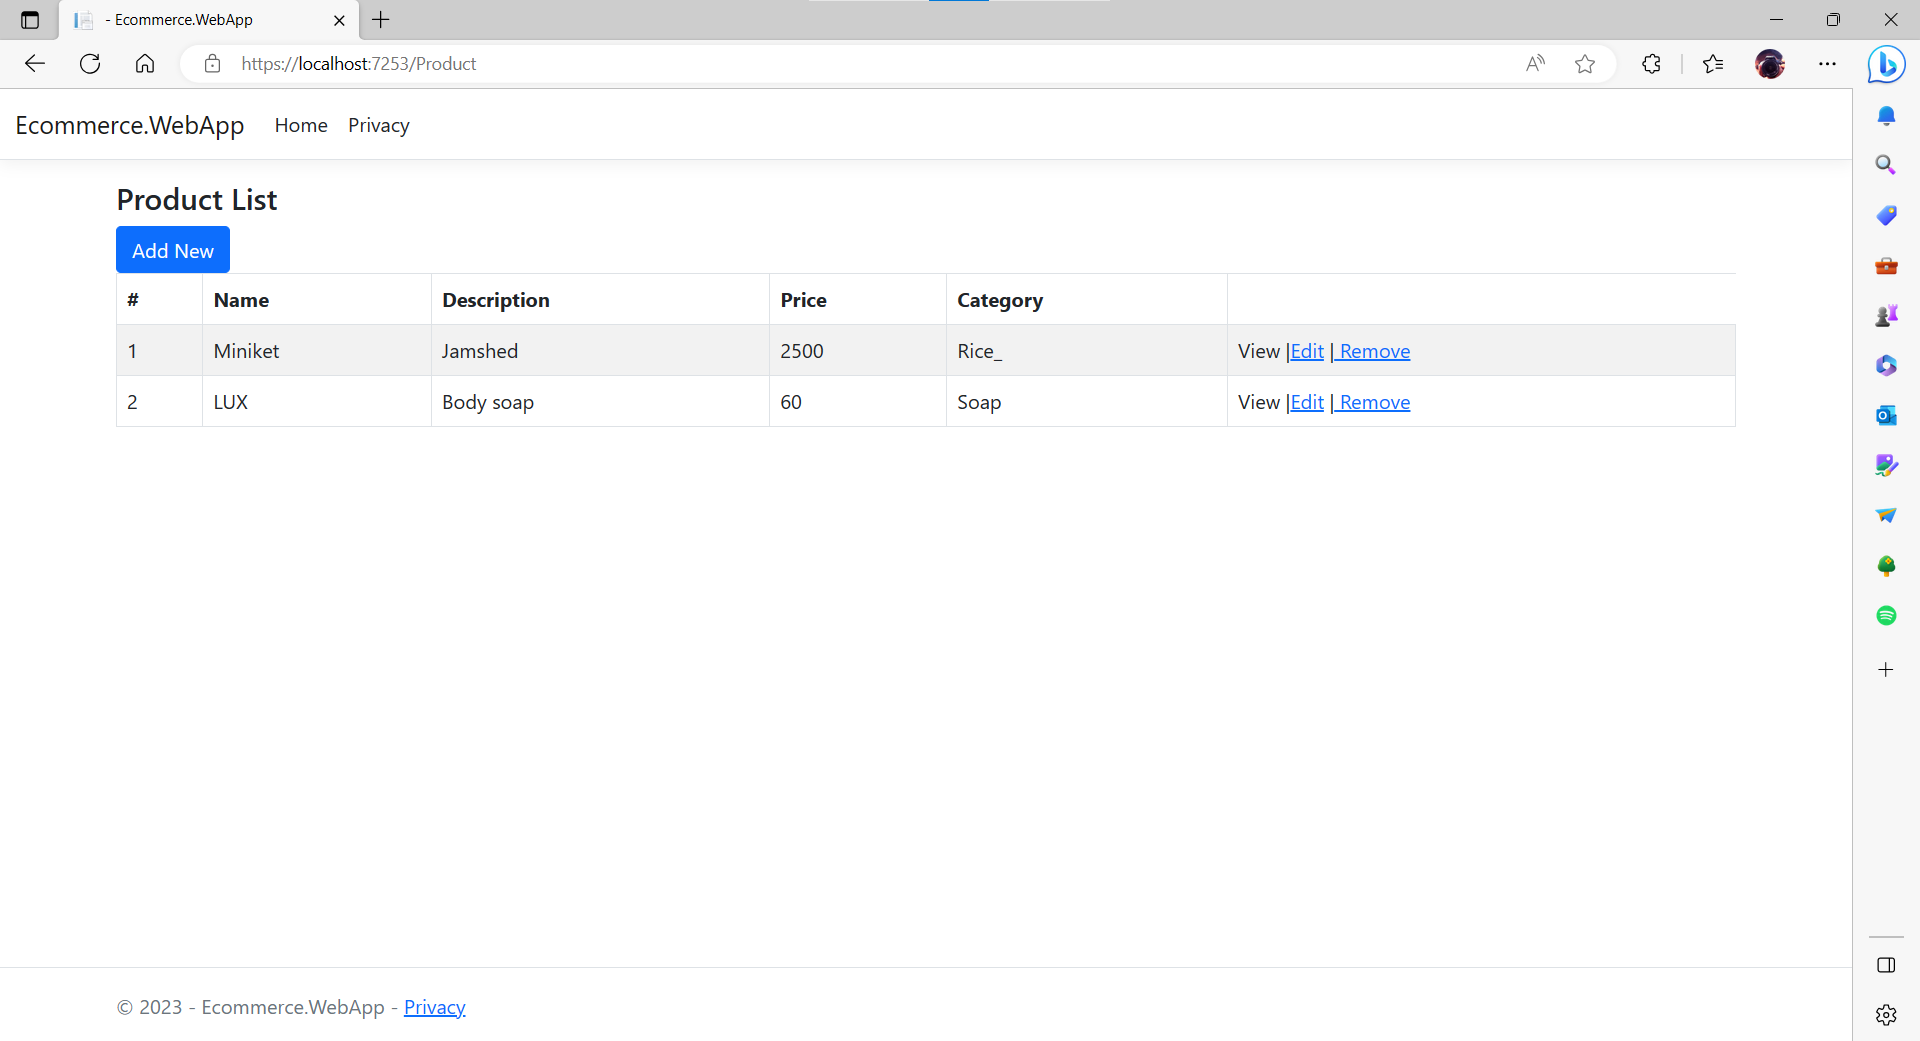 - Ecommerce.WebApp
https://localhost:7253/Product
Ecommerce.WebApp Home Privacy
Product List
Add New
# Name Description Price Category
1 Miniket Jamshed 2500 Rice_ View |Edit | Remove
2 LUX Body soap 60 Soap View |Edit | Remove
© 2023 - Ecommerce.WebApp - Privacy